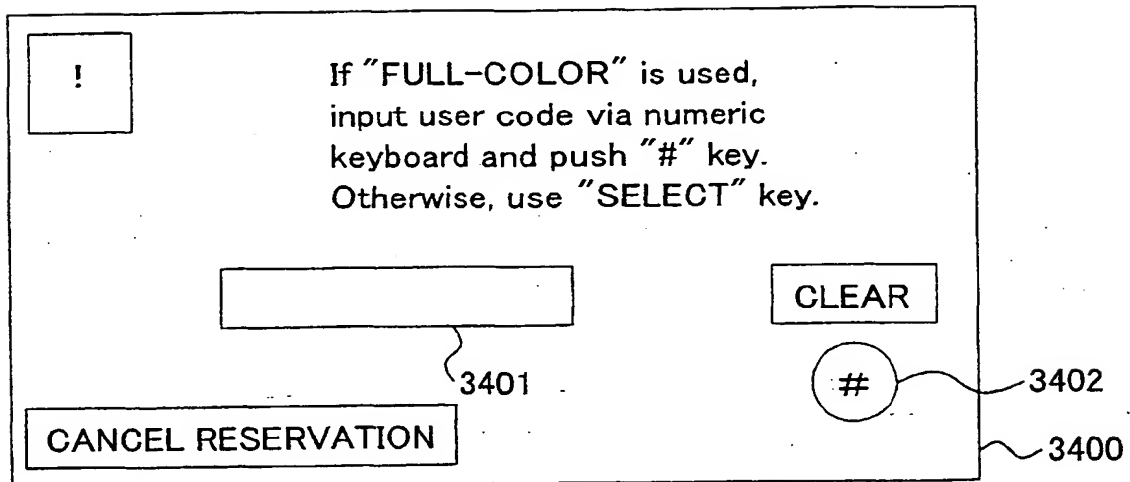 !
If "FULL-COLOR" is used,
input user code via numeric
keyboard and push "#" key.
Otherwise, use "SELECT" key.
CLEAR
3401
#
3402
CANCEL RESERVATION
3400